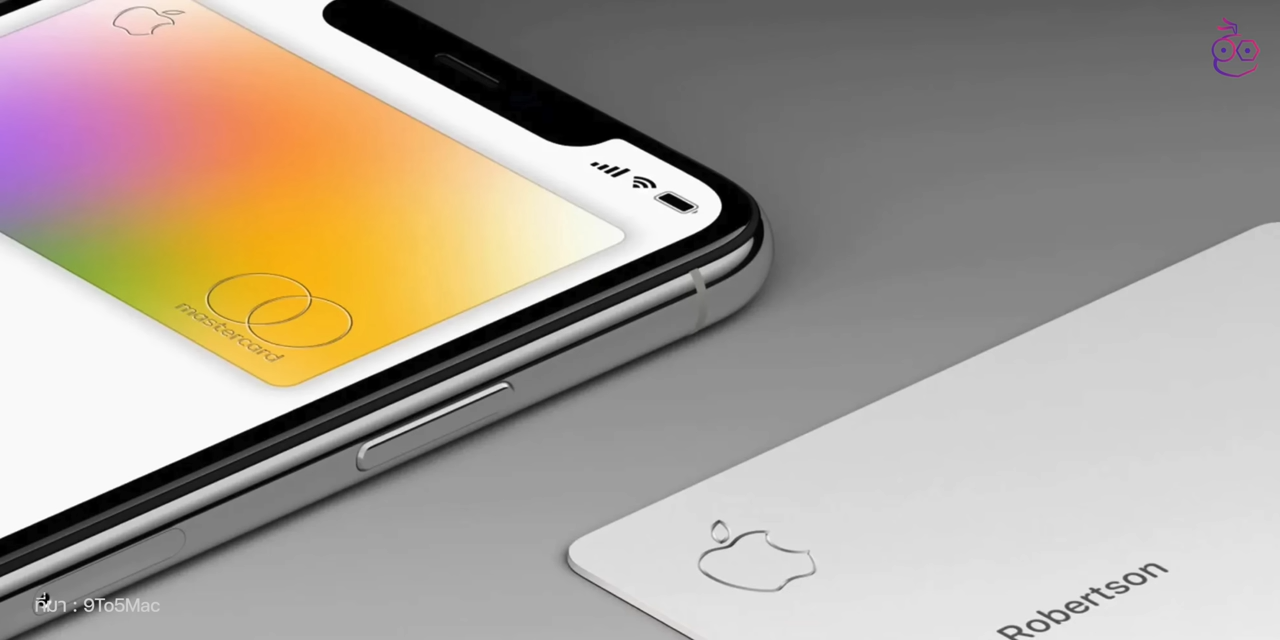 mastercard
Robertson
ที่มา : 9To5Mac